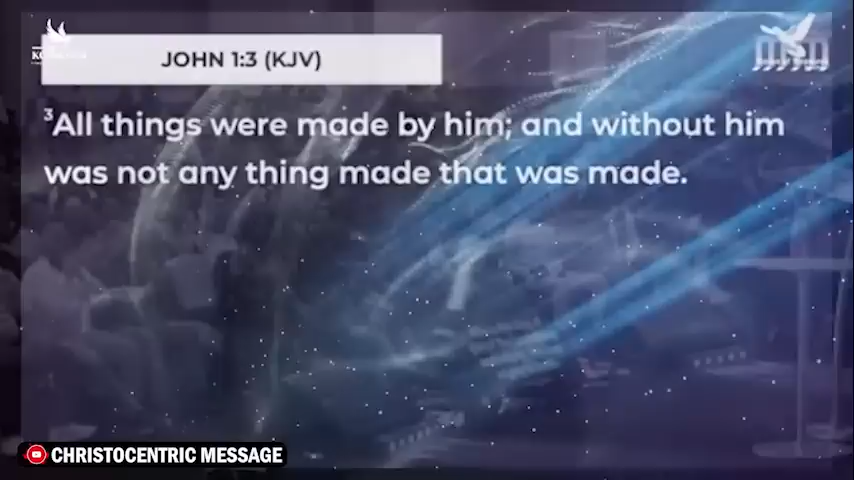 JOHN 1:3 (KJV)
³All things were made by him; and without him
was not any thing made that was made.
CHRISTOCENTRIC MESSAGE